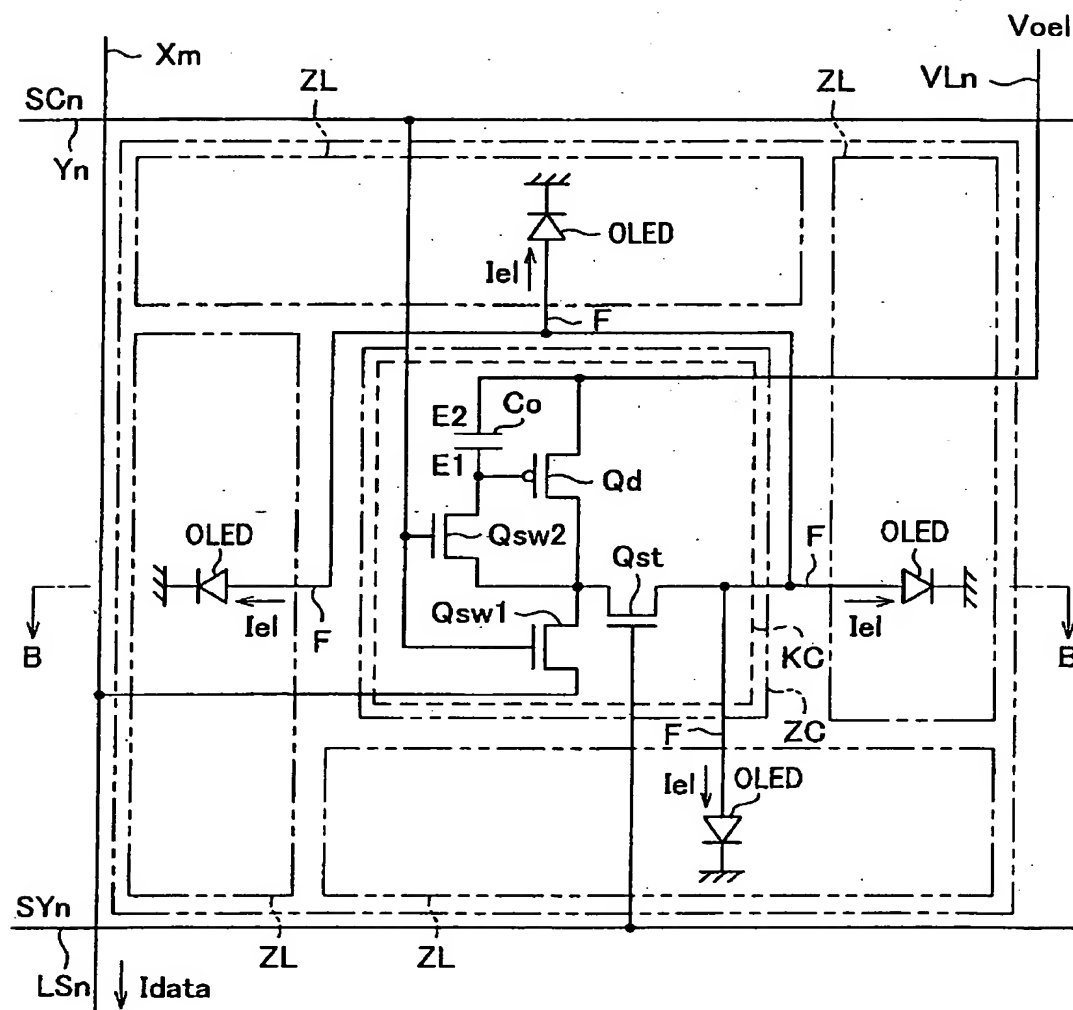 Xm
Voel
ZL
ZL
VLn
SCn
Yn
OLED
Iel
F
E2
Co
E1
Qd
OLED
Qsw2
Qst
F
OLED
Qsw1
Iel
F
Iel
B
KC
B
ZC
F
Iel
OLED
SYn
ZL
ZL
LSn
Idata